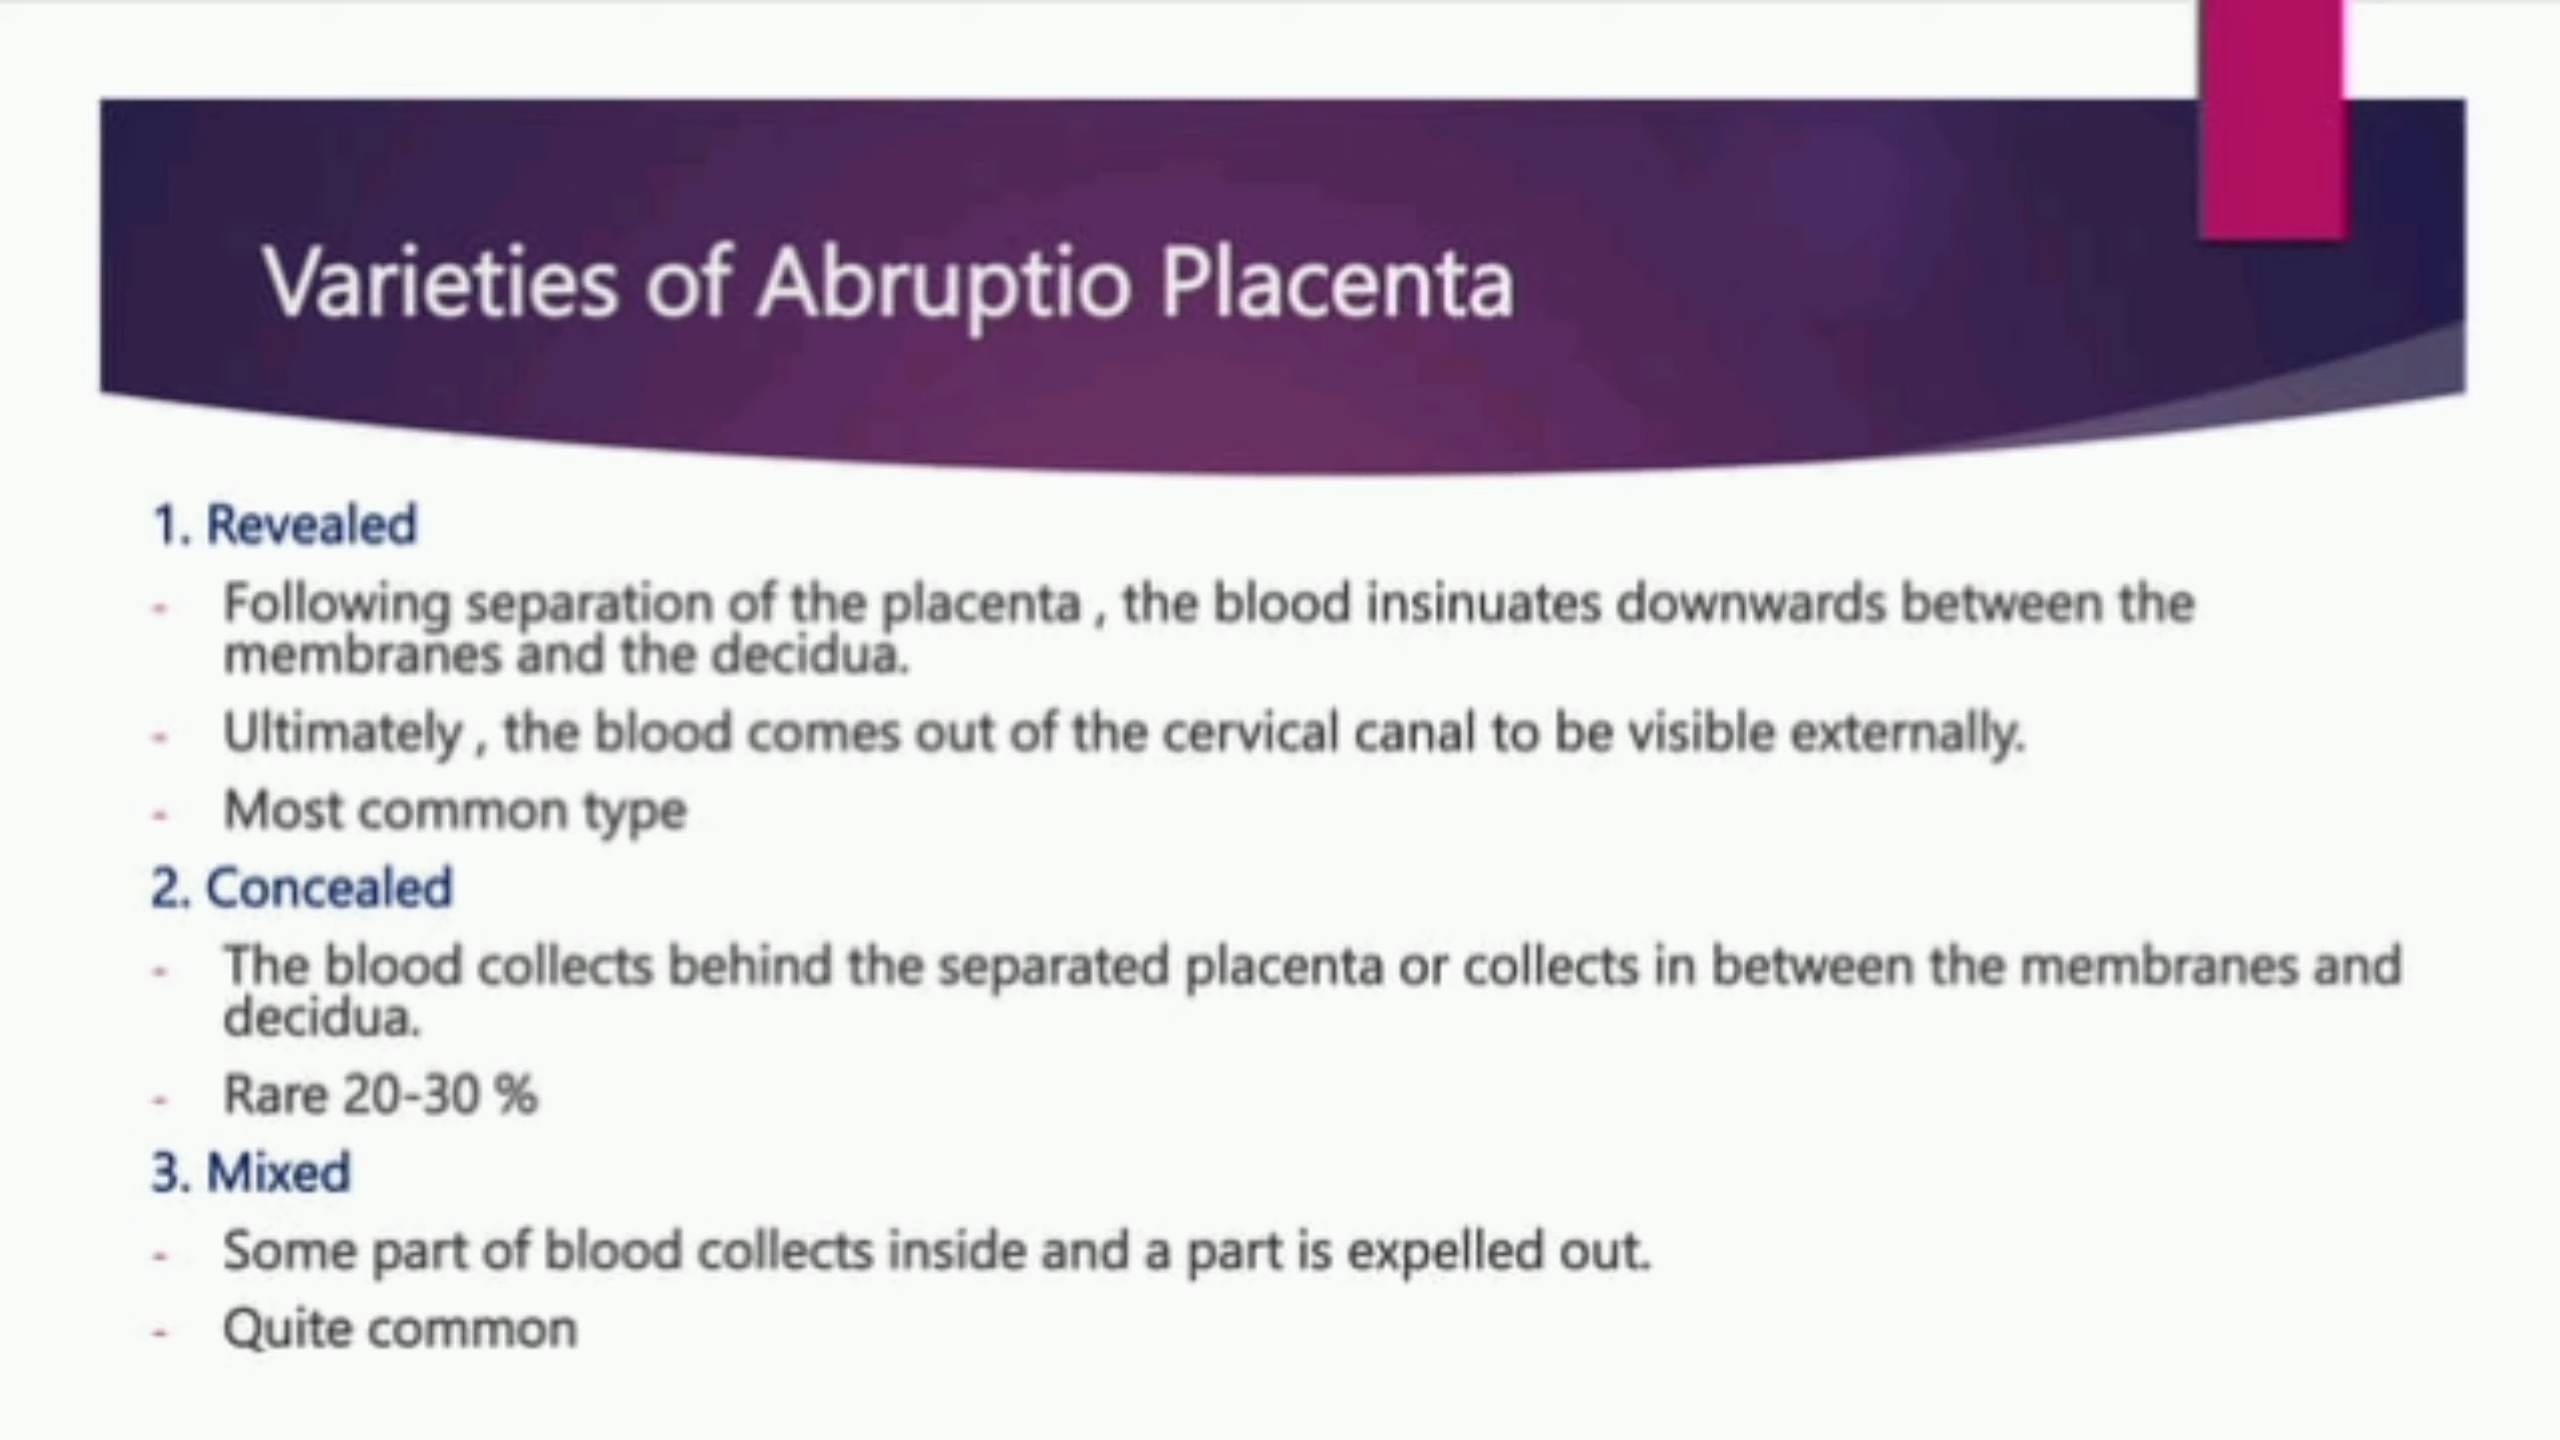 Varieties of Abruptio Placenta
1. Revealed
- Following separation of the placenta , the blood insinuates downwards between the
membranes and the decidua.
- Ultimately , the blood comes out of the cervical canal to be visible externally.
- Most common type
2. Concealed
- The blood collects behind the separated placenta or collects in between the membranes and
decidua.
- Rare 20-30 %
3. Mixed
- Some part of blood collects inside and a part is expelled out.
- Quite common